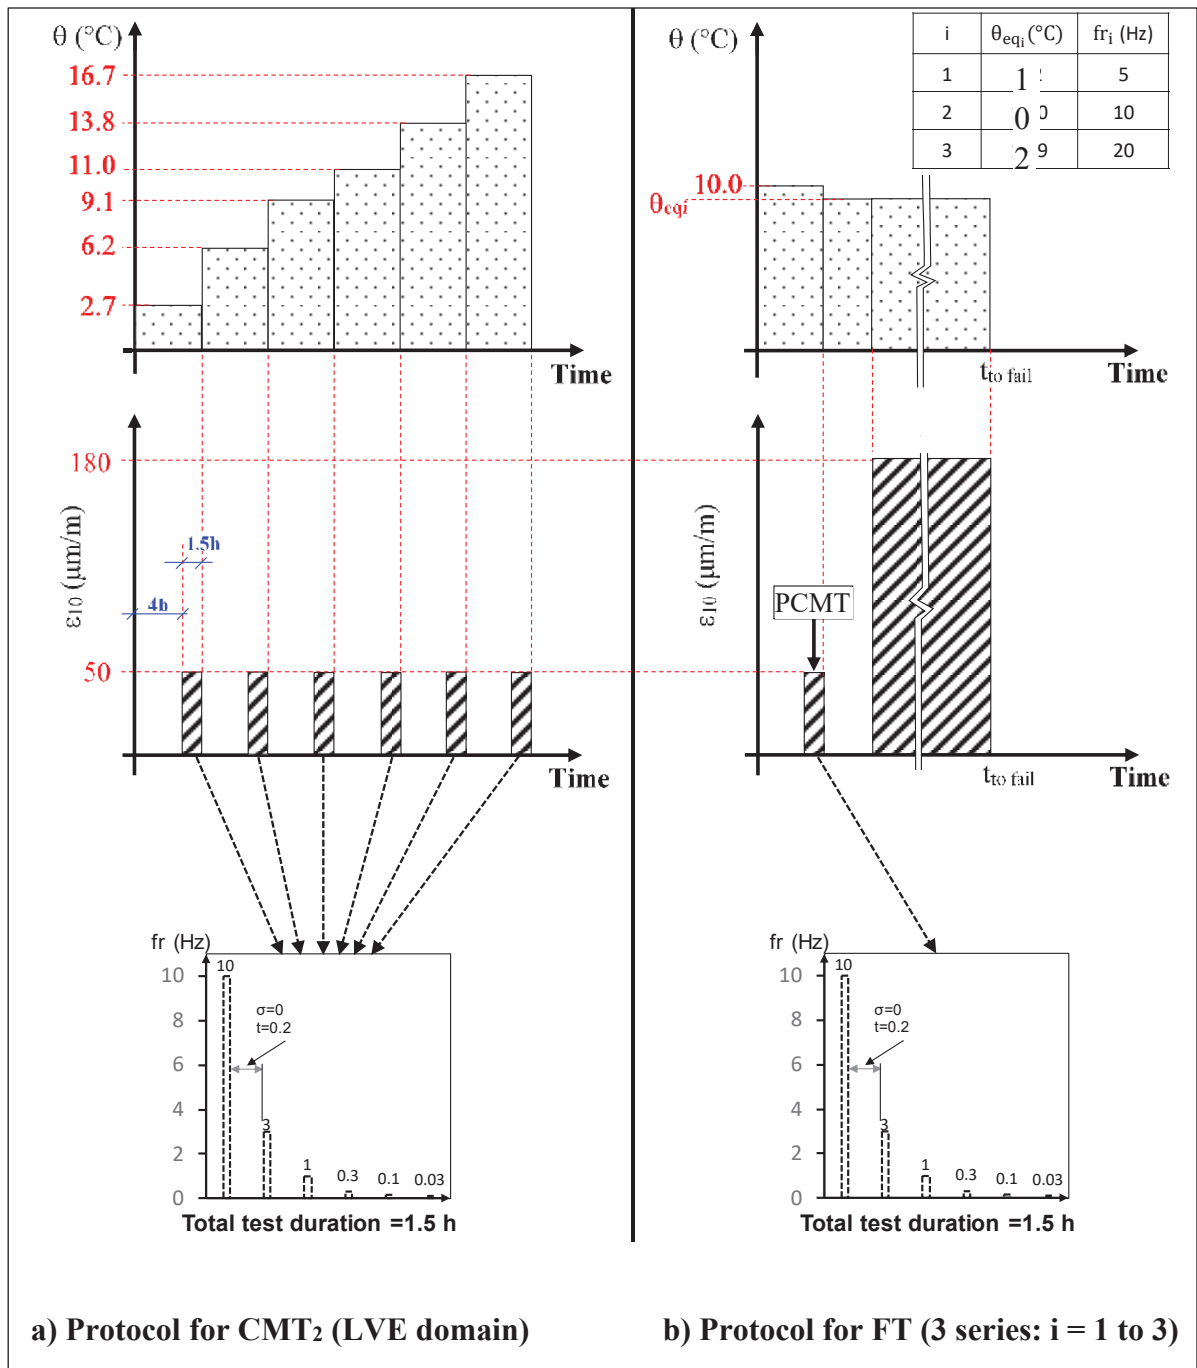 θ (°C)
16.7
13.8
11.0
9.1
6.2
2.7
Time
180
50
ε10 (μm/m)
1.5h
4h
Time
fr (Hz)
10
8
6
4
2
0
10
σ=0
t=0.2
3
1
0.3
0.1
0.03
Total test duration =1.5 h
a) Protocol for CMT2 (LVE domain)
θ (°C)
i θeqi(°C) fri (Hz)
1 1 5
2 0 0 10
3 2 9 20
10.0
θeqi
tto fail
Time
ε10 (μm/m)
PCMT
tto fail
Time
fr (Hz)
10
8
6
4
2
0
10
σ=0
t=0.2
3
1
0.3
0.1
0.03
Total test duration =1.5 h
b) Protocol for FT (3 series: i = 1 to 3)